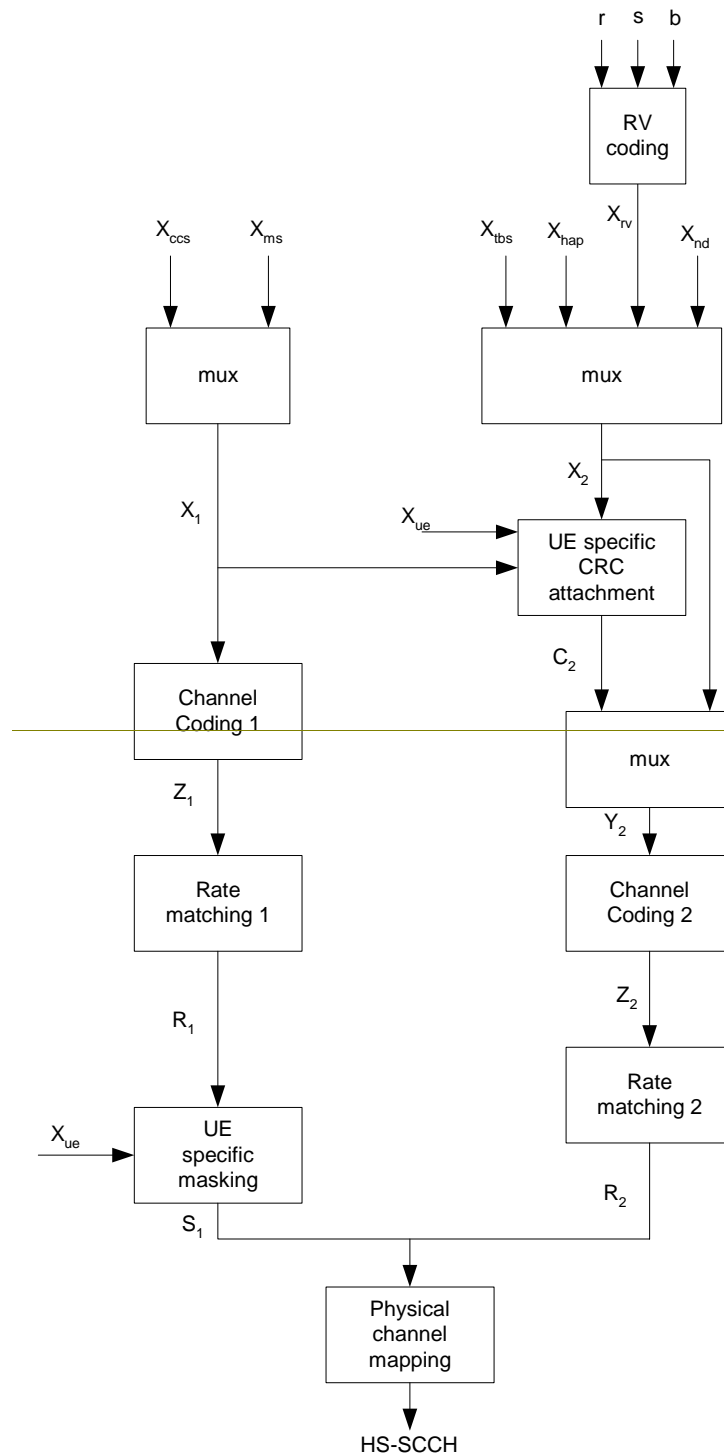 r s b
RV
coding
X_rv
X_ccs X_ms X_tbs X_hap X_nd
mux mux
X_1 X_2
X_ue
UE specific
CRC
attachment
C_2
Channel
Coding 1
mux
Z_1 Y_2
Rate
matching 1
Channel
Coding 2
Z_2
R_1
Rate
matching 2
X_ue
UE
specific
masking
R_2
S_1
Physical
channel
mapping
HS-SCCH